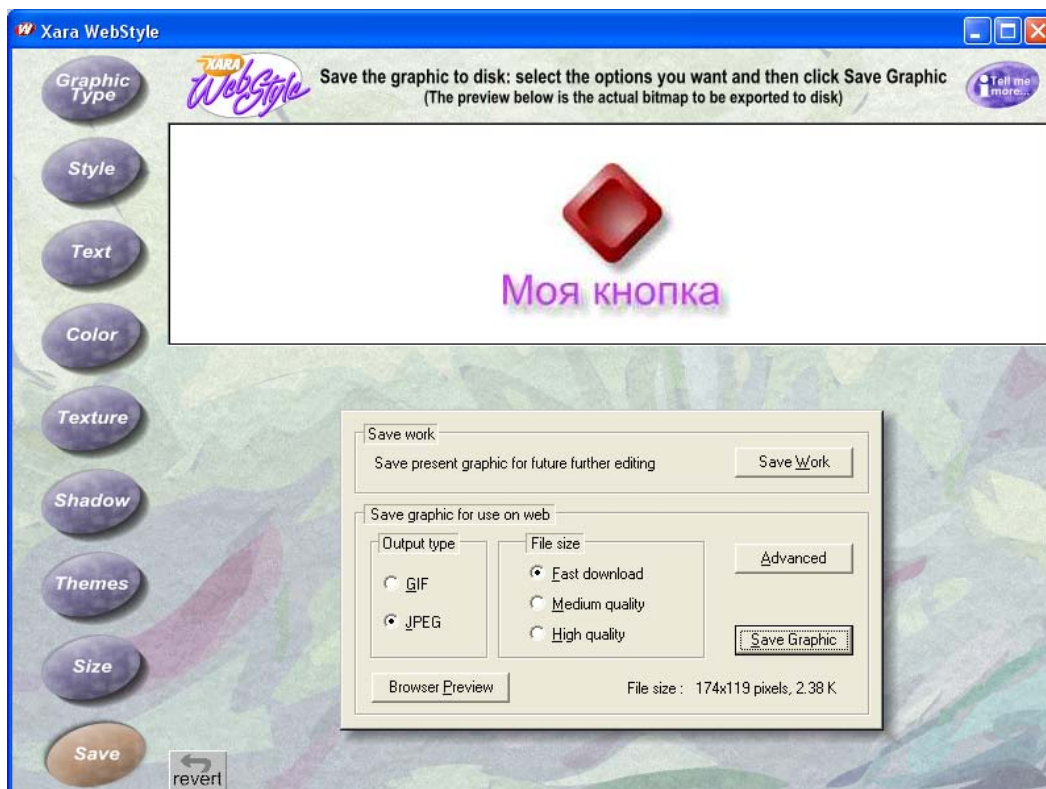 Xara WebStyle
Graphic
Type
XARA
WebStyle
Save the graphic to disk: select the options you want and then click Save Graphic
(The preview below is the actual bitmap to be exported to disk)
Tell me
more...
Style
Text
Color
Texture
Shadow
Themes
Size
Save
Моя кнопка
Save work
Save present graphic for future further editing
Save Work
Save graphic for use on web
Output type
GIF
JPEG
File size
Fast download
Medium quality
High quality
Advanced
Save Graphic
Browser Preview
File size : 174x119 pixels, 2.38 K
revert